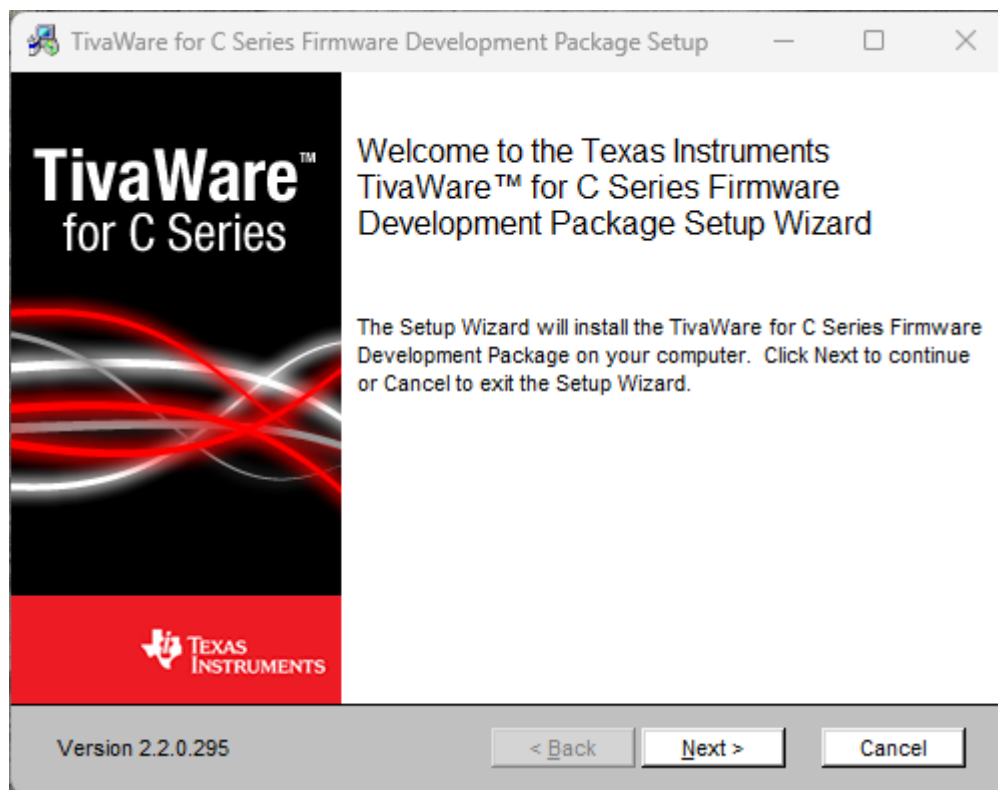 TivaWare for C Series Firmware Development Package Setup
TivaWare™
for C Series
Welcome to the Texas Instruments
TivaWare™ for C Series Firmware
Development Package Setup Wizard
The Setup Wizard will install the TivaWare for C Series Firmware
Development Package on your computer.  Click Next to continue
or Cancel to exit the Setup Wizard.
TEXAS
INSTRUMENTS
Version 2.2.0.295
< Back
Next >
Cancel